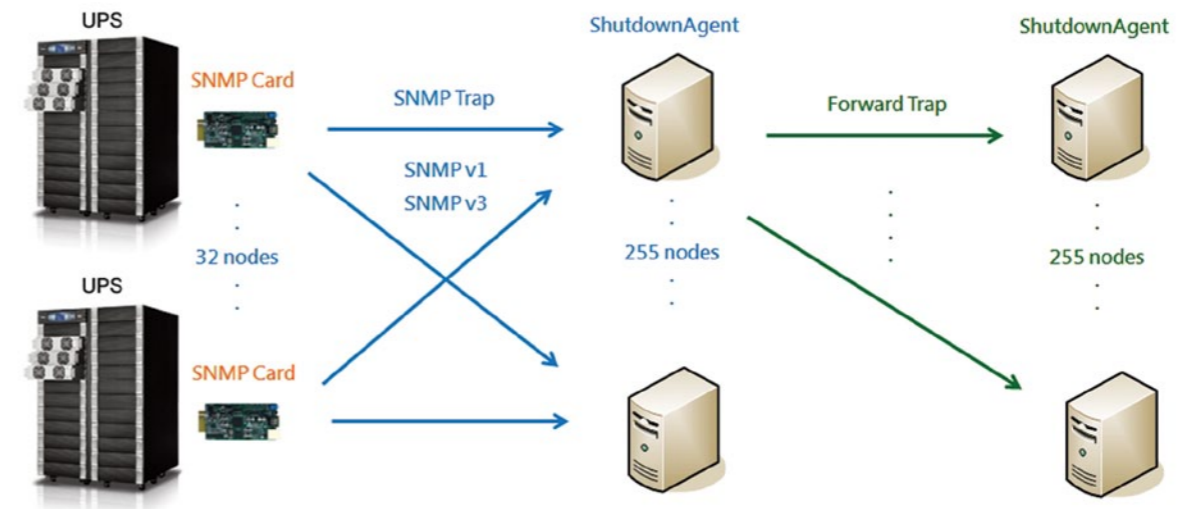 UPS
ShutdownAgent
ShutdownAgent
SNMP Card
SNMP Trap
Forward Trap
SNMP v1
SNMP v3
32 nodes
255 nodes
255 nodes
UPS
SNMP Card